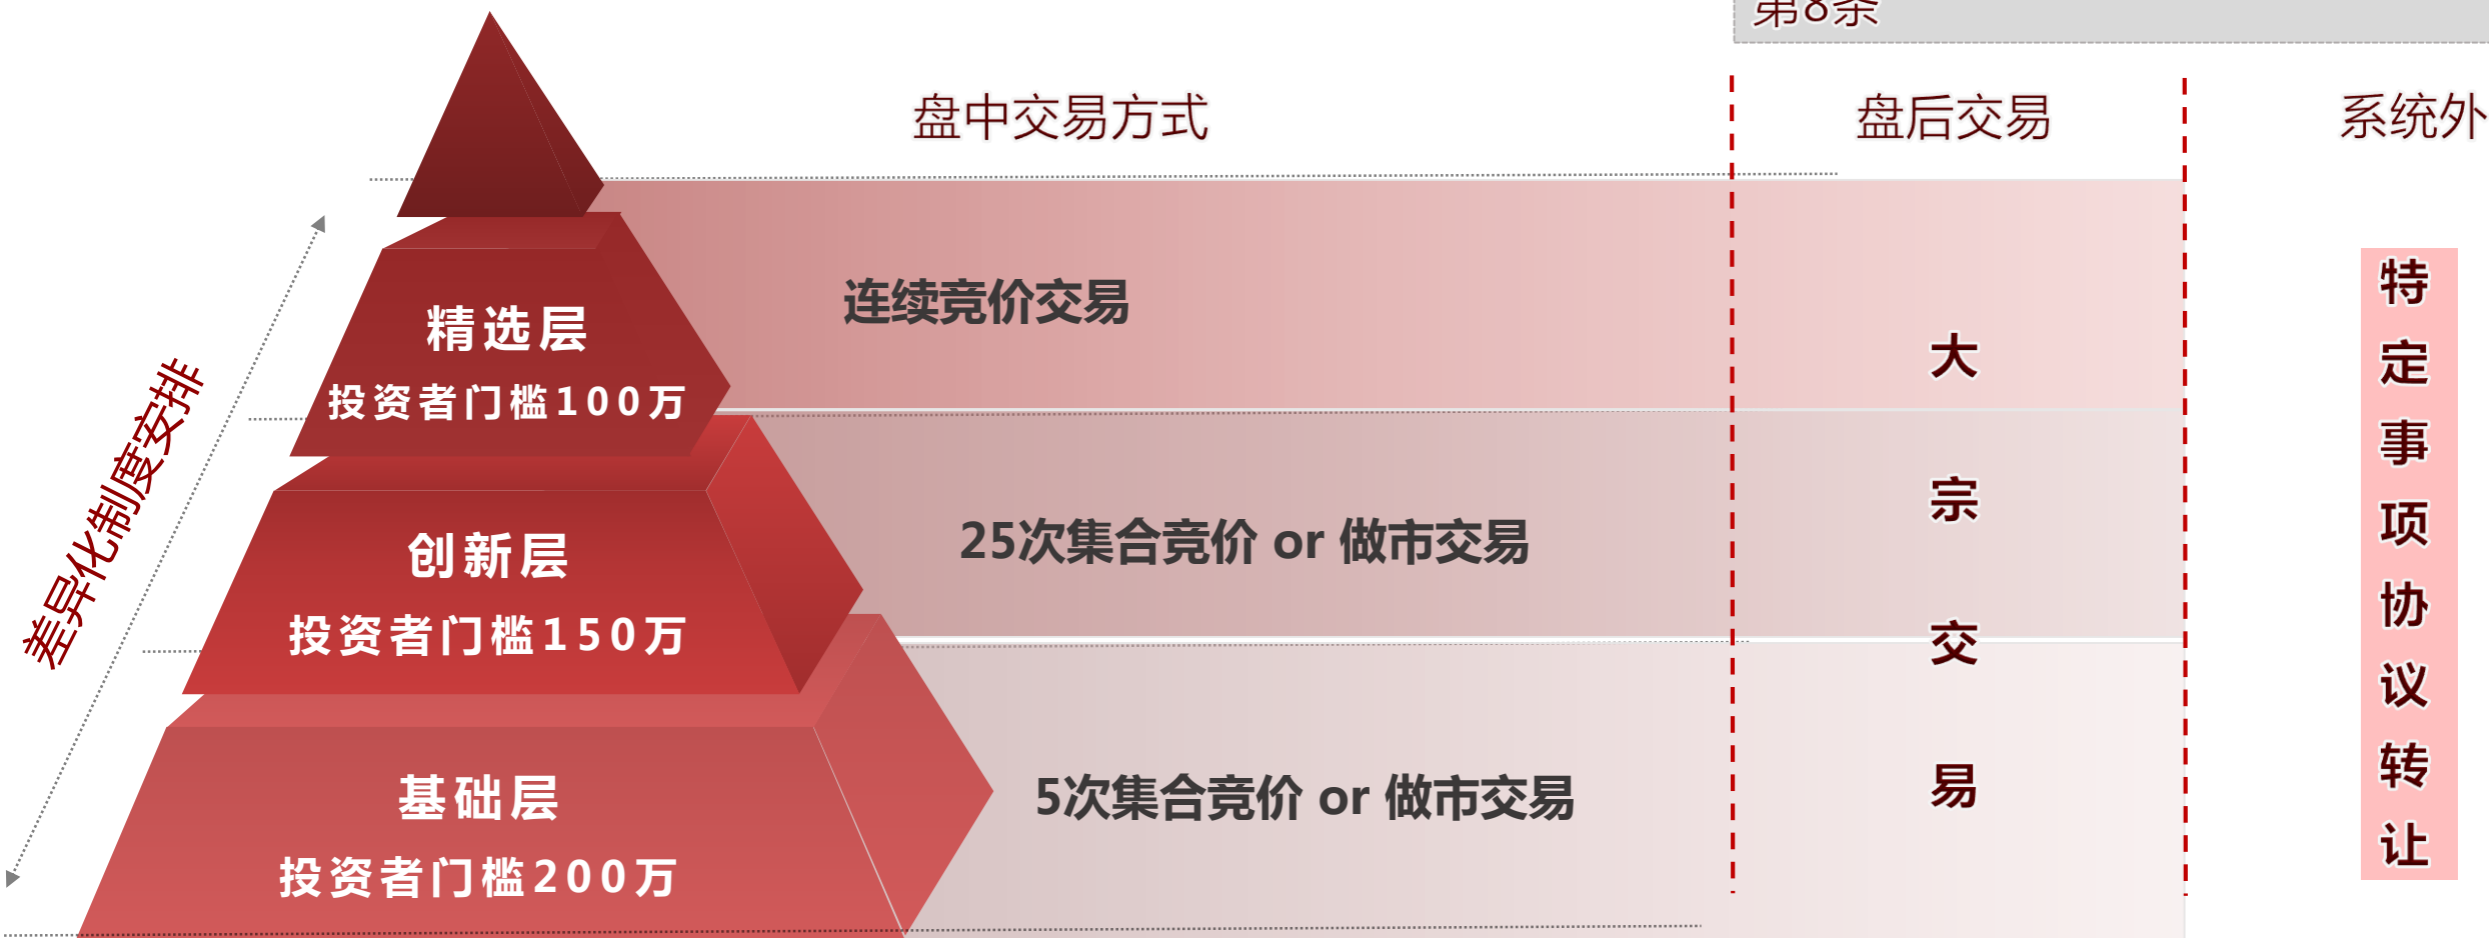 第8条
盘中交易方式
盘后交易
系统外
差异化制度安排
精选层
投资者门槛100万
连续竞价交易
创新层
投资者门槛150万
25次集合竞价 or 做市交易
基础层
投资者门槛200万
5次集合竞价 or 做市交易
大宗交易
特定事项协议转让